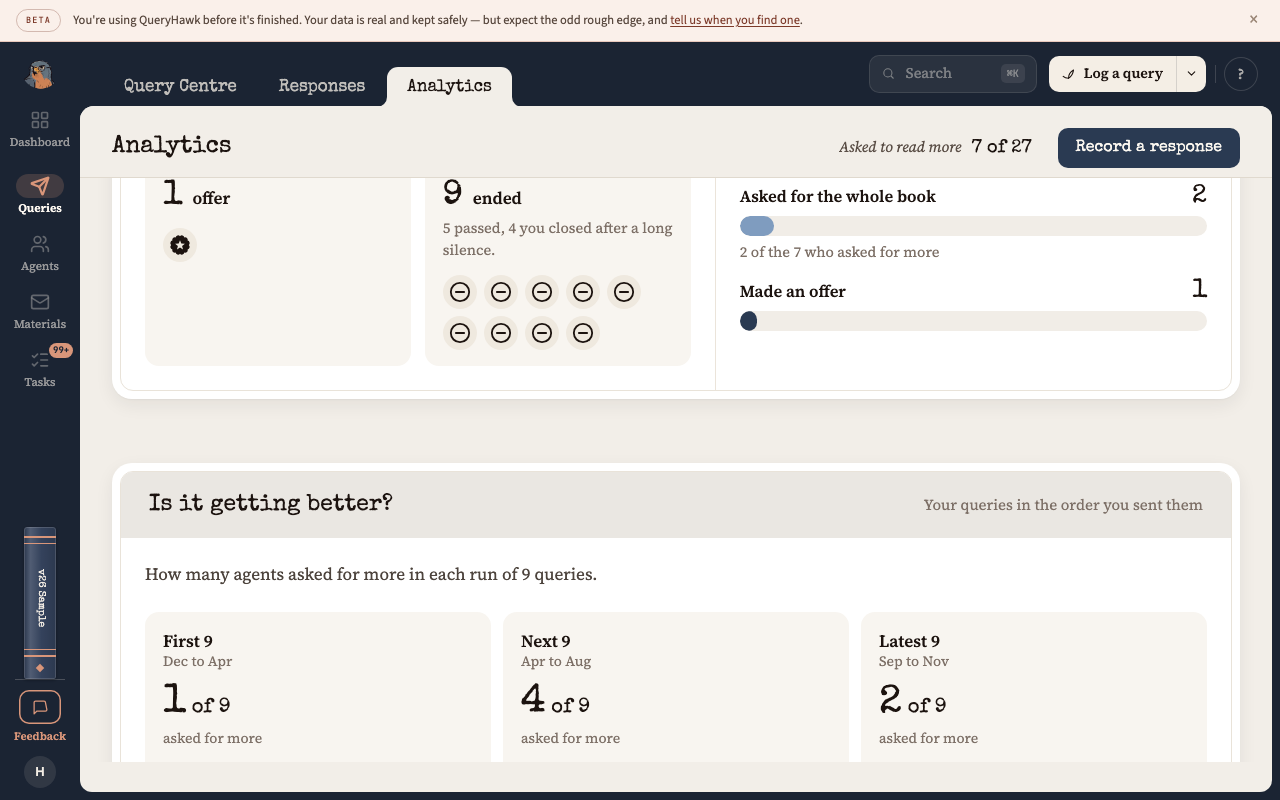 BETA
You're using QueryHawk before it's finished. Your data is real and kept safely — but expect the odd rough edge, and tell us when you find one.
×
Query Centre
Responses
Analytics
Search
⌘K
Log a query
?
Dashboard
Queries
Agents
Materials
99+
Tasks
v26 Sample
Feedback
H
Analytics
Asked to read more 7 of 27
Record a response
1 offer
9 ended
5 passed, 4 you closed after a long
silence.
Asked for the whole book 2
2 of the 7 who asked for more
Made an offer 1
Is it getting better?
Your queries in the order you sent them
How many agents asked for more in each run of 9 queries.
First 9
Dec to Apr
1 of 9
asked for more
Next 9
Apr to Aug
4 of 9
asked for more
Latest 9
Sep to Nov
2 of 9
asked for more